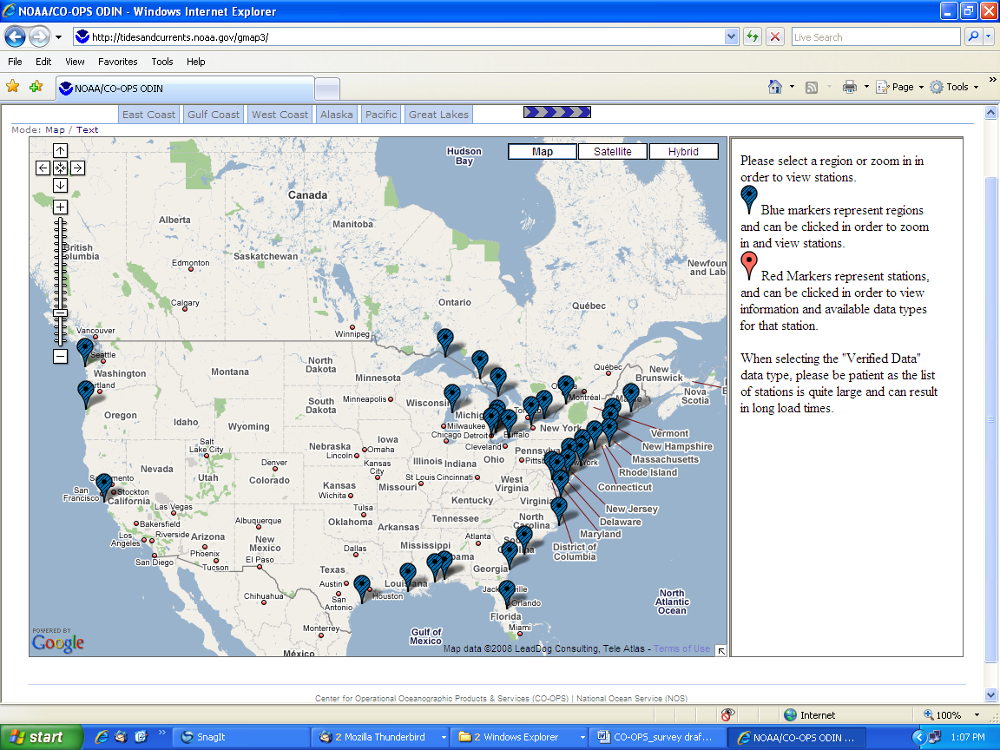 NOAA/CO-OPS ODIN - Windows Internet Explorer
http://tidesandcurrents.noaa.gov/gmap3/
Live Search
File Edit View Favorites Tools Help
NOAA/CO-OPS ODIN
Page Tools
East Coast Gulf Coast West Coast Alaska Pacific Great Lakes
Mode: Map / Text
Map Satellite Hybrid
Hudson
Bay
Canada
Alberta
Manitoba
British
Columbia
Saskatchewan
Edmonton
Newfoun
and Lab
Calgary
Ontario
Québec
Vancouver
Winnipeg
Seattle
Washington
North
Dakota
Montana
Minnesota
Québec
New
Brunswick
Montréal
Nova
Scotia
Minneapolis
Wisconsin
South
Dakota
Oregon
Idaho
Wyoming
Milwaukee
Chicago
Detroit
Buffalo
New York
Vermont
New Hampshire
Massachusetts
Rhode Island
Connecticut
Nebraska
Iowa
Omaha
Lincoln
Cleveland
Salt
Lake City
Illinois Indiana
Ohio
Nevada
Utah
Denver
Colorado
Kansas
City
Kansas
Wichita
Missouri
St Louis
Cincinnati
West
Virginia
Virginia
New Jersey
Delaware
Maryland
District of
Columbia
San
Francisco
Stockton
California
Las Vegas
Kentucky
Tulsa
Oklahoma
Arkansas
Tennessee
North
Carolina
Bakersfield
Los
Angeles
Riverside
San Diego
Arizona
Phoenix
Tucson
Albuquerque
New
Mexico
El Paso
Dallas
Mississippi
Atlanta
Georgia
Texas
Austin
San
Antonio
Houston
Louisiana
Orlando
Florida
Miami
Chihuahua
Monterrey
México
Gulf of
Mexico
North
Atlantic
Ocean
POWERED BY
Google
Map data ©2008 LeadDog Consulting, Tele Atlas - Terms of Use
Please select a region or zoom in in
order to view stations.
Blue markers represent regions
and can be clicked in order to zoom
in and view stations.
Red Markers represent stations,
and can be clicked in order to view
information and available data types
for that station.
When selecting the "Verified Data"
data type, please be patient as the list
of stations is quite large and can result
in long load times.
Center for Operational Oceanographic Products & Services (CO-OPS) | National Ocean Service (NOS)
Internet 100%
start SnagIt 2 Mozilla Thunderbird 2 Windows Explorer CO-OPS_survey draf... NOAA/CO-OPS ODIN ... 1:07 PM